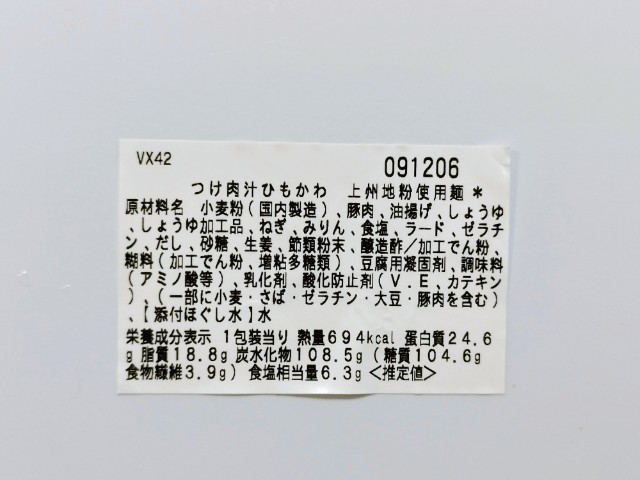 VX42
091206
つけ肉汁ひもかわ 上州地粉使用麺*
原材料名 小麦粉(国内製造)、豚肉、油揚げ、しょうゆ
、しょうゆ加工品、ねぎ、みりん、食塩、ラード、ゼラチ
ン、だし、砂糖、生姜、節類粉末、醸造酢/加工でん粉、
糊料(加工でん粉、増粘多糖類)、豆腐用凝固剤、調味料
(アミノ酸等)、乳化剤、酸化防止剤(V.E、カテキン
)、(一部に小麦・さば・ゼラチン・大豆・豚肉を含む)
、【添付ほぐし水】水
栄養成分表示 1包装当り 熱量694kcal 蛋白質24.6
g 脂質18.8g 炭水化物108.5g(糖質104.6g
食物繊維3.9g) 食塩相当量6.3g<推定値>